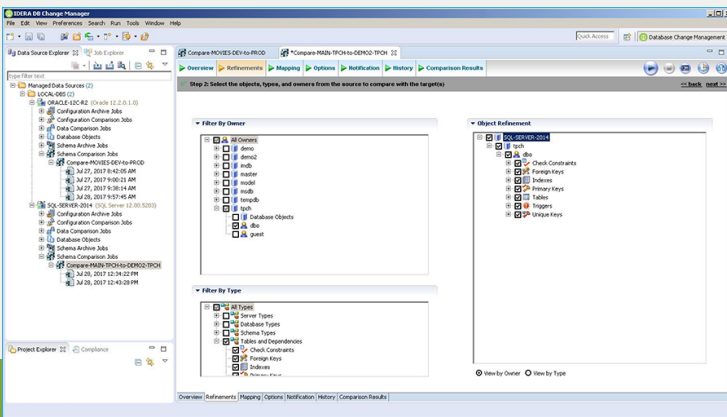 IDERA DB Change Manager
File Edit View Preferences Search Run Tools Window Help
Quick Access
Database Change Management
Data Source Explorer
Job Explorer
type filter text
Managed Data Sources (2)
LOCAL-DBS (2)
ORACLE-12C-R2 (Oracle 12.2.0.1.0)
Configuration Archive Jobs
Configuration Comparison Jobs
Data Comparison Jobs
Database Objects
Schema Archive Jobs
Schema Comparison Jobs
Compare-MOVIES-DEV-to-PROD
Jul 27, 2017 8:42:05 AM
Jul 27, 2017 9:00:21 AM
Jul 27, 2017 9:38:14 AM
Jul 28, 2017 9:57:45 AM
SQL-SERVER-2014 (SQL Server 12.00.5203)
Configuration Archive Jobs
Configuration Comparison Jobs
Data Comparison Jobs
Database Objects
Schema Archive Jobs
Schema Comparison Jobs
Compare-MAIN-TPCH-to-DEMO2-TPCH
Jul 28, 2017 12:34:22 PM
Jul 28, 2017 12:43:28 PM
Project Explorer
Compliance
Compare-MOVIES-DEV-to-PROD
*Compare-MAIN-TPCH-to-DEMO2-TPCH
Overview Refinements Mapping Options Notification History Comparison Results
Step 2: Select the objects, types, and owners from the source to compare with the target(s)
<< back next >>
Filter By Owner
All Owners
demo
demo2
imdb
master
model
msdb
tempdb
tpch
Database Objects
dbo
guest
Filter By Type
All Types
Server Types
Database Types
Schema Types
Tables and Dependencies
Check Constraints
Foreign Keys
Indexes
Primary Keys
Object Refinement
SQL-SERVER-2014
tpch
dbo
Check Constraints
Foreign Keys
Indexes
Primary Keys
Tables
Triggers
Unique Keys
View by Owner View by Type
Overview Refinements Mapping Options Notification History Comparison Results